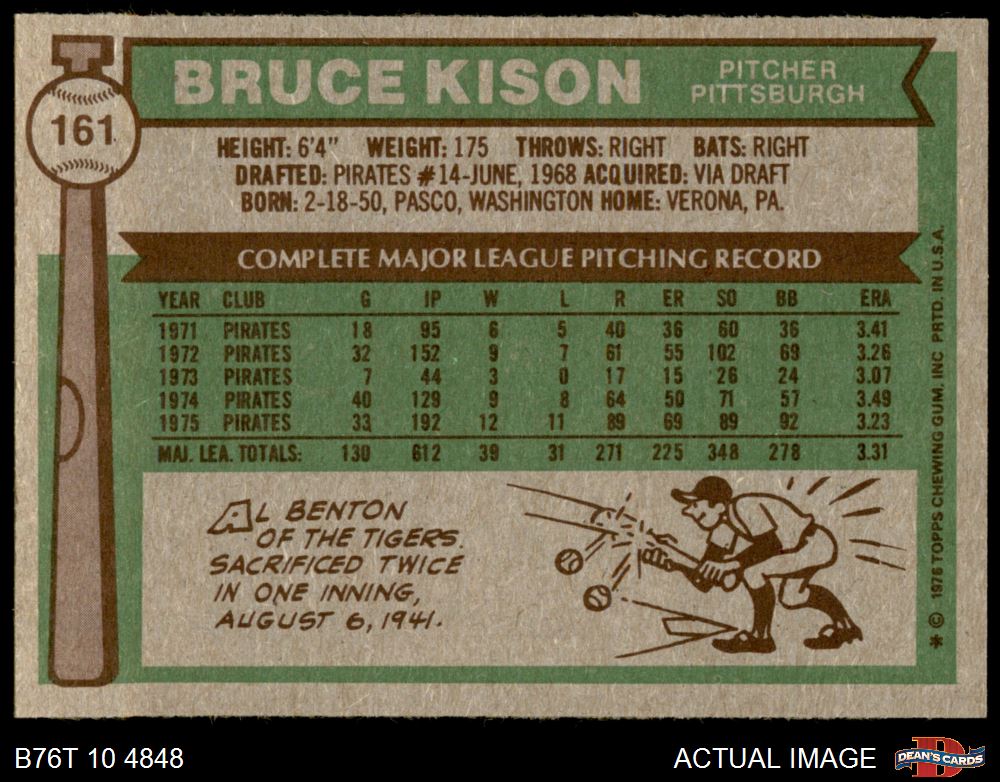 161
BRUCE KISON
PITCHER
PITTSBURGH
HEIGHT: 6'4" WEIGHT: 175 THROWS: RIGHT BATS: RIGHT
DRAFTED: PIRATES #14-JUNE, 1968 ACQUIRED: VIA DRAFT
BORN: 2-18-50, PASCO, WASHINGTON HOME: VERONA, PA.
COMPLETE MAJOR LEAGUE PITCHING RECORD
YEAR CLUB G IP W L R ER SO BB ERA
1971 PIRATES 18 95 6 5 40 36 60 36 3.41
1972 PIRATES 32 152 9 7 61 55 102 69 3.26
1973 PIRATES 7 44 3 0 17 15 26 24 3.07
1974 PIRATES 40 129 9 8 64 50 71 57 3.49
1975 PIRATES 33 192 12 11 89 69 89 92 3.23
MAJ. LEA. TOTALS: 130 612 39 31 271 225 348 278 3.31
AL BENTON
OF THE TIGERS
SACRIFICED TWICE
IN ONE INNING,
AUGUST 6, 1941.
* © 1976 TOPPS CHEWING GUM, INC PRTD. IN U.S.A.
B76T 10 4848
ACTUAL IMAGE
D
DEAN'S CARDS